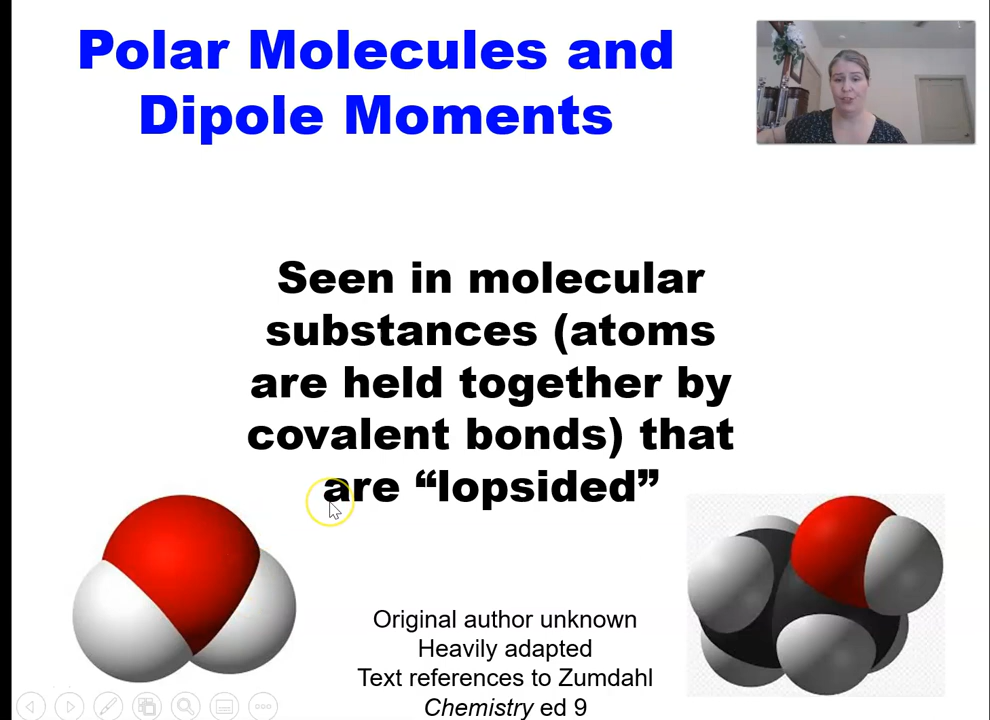 Polar Molecules and
Dipole Moments
Seen in molecular
substances (atoms
are held together by
covalent bonds) that
are “lopsided”
Original author unknown
Heavily adapted
Text references to Zumdahl
Chemistry ed 9